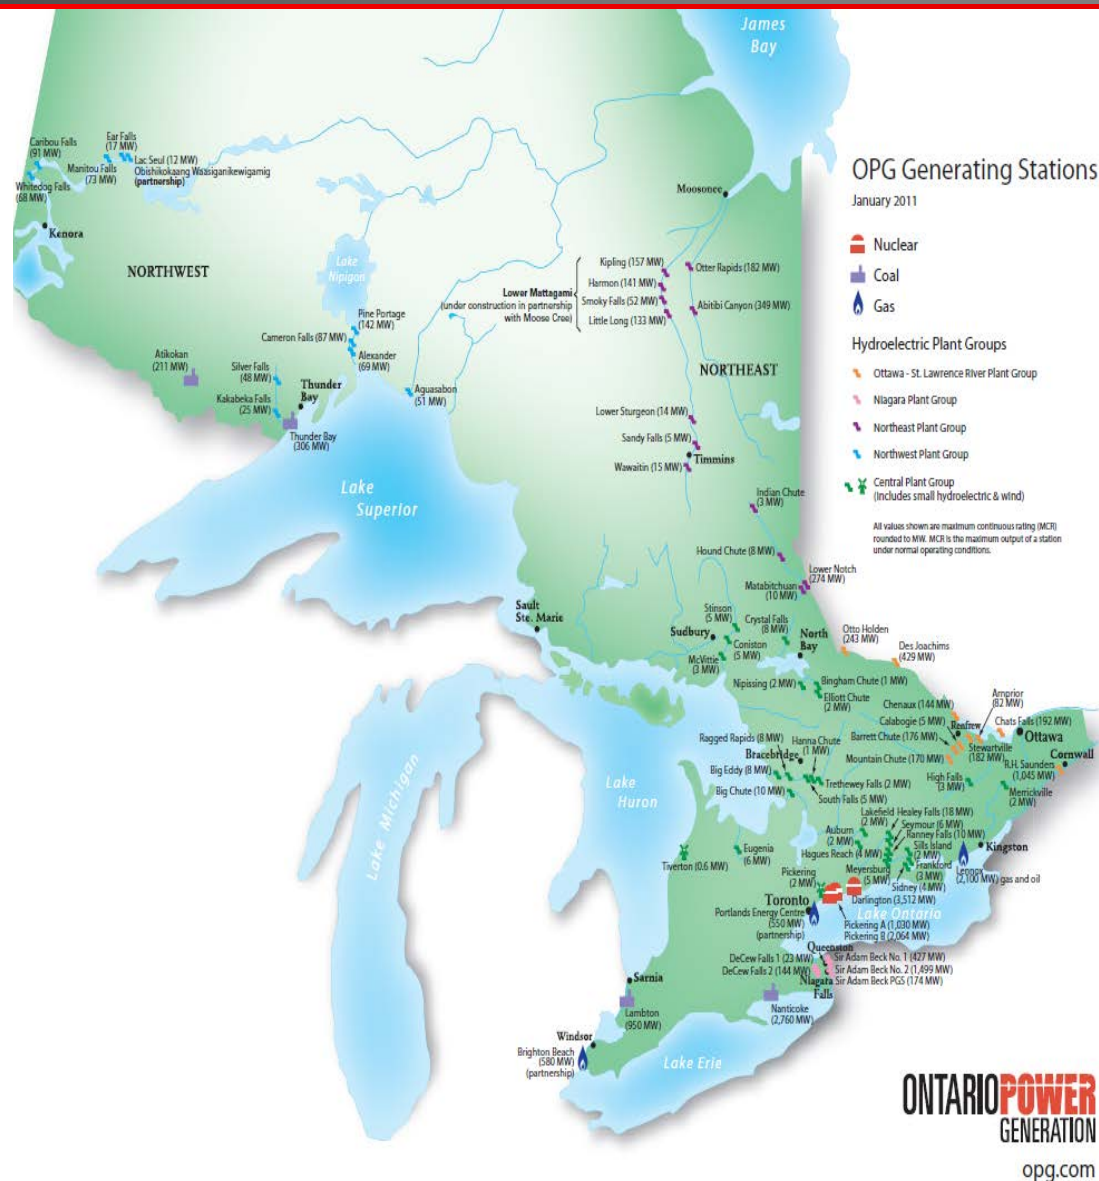 James
Bay
OPG Generating Stations
January 2011
Nuclear
Coal
Gas
Hydroelectric Plant Groups
Ottawa - St. Lawrence River Plant Group
Niagara Plant Group
Northeast Plant Group
Northwest Plant Group
Central Plant Group
(Includes small hydroelectric & wind)
All values shown are maximum continuous rating (MCR)
rounded to MW. MCR is the maximum output of a station
under normal operating conditions.
Caribou Falls
(91 MW)
Ear Falls
(17 MW)
Manitou Falls
(73 MW)
Lac Seul (12 MW)
Obishikokaang Waasiganikewigamig
(partnership)
Whitedog Falls
(68 MW)
Kenora
NORTHWEST
Lake
Nipigon
Pine Portage
(142 MW)
Cameron Falls (87 MW)
Alexander
(69 MW)
Atikokan
(211 MW)
Silver Falls
(48 MW)
Kakabeka Falls
(25 MW)
Thunder
Bay
Thunder Bay
(306 MW)
Aguasabon
(51 MW)
Lake
Superior
Moosonee
Kipling (157 MW)
Harmon (141 MW)
Smoky Falls (52 MW)
Little Long (133 MW)
Lower Mattagami
(under construction in partnership
with Moose Cree)
Otter Rapids (182 MW)
Abitibi Canyon (349 MW)
NORTHEAST
Lower Sturgeon (14 MW)
Sandy Falls (5 MW)
Timmins
Wawaitin (15 MW)
Indian Chute
(3 MW)
Hound Chute (8 MW)
Lower Notch
(274 MW)
Matabitchuan
(10 MW)
Sault
Ste. Marie
Stinson
(5 MW)
Crystal Falls
(8 MW)
Sudbury
Coniston
(5 MW)
McVittie
(3 MW)
North
Bay
Otto Holden
(243 MW)
Des Joachims
(429 MW)
Nipissing (2 MW)
Bingham Chute (1 MW)
Elliott Chute
(2 MW)
Chenaux (144 MW)
Arnprior
(82 MW)
Calabogie (5 MW)
Renfrew
Chats Falls (192 MW)
Ottawa
Barrett Chute (176 MW)
Stewartville
(182 MW)
Cornwall
Mountain Chute (170 MW)
R.H. Saunders
(1,045 MW)
High Falls
(3 MW)
Merrickville
(2 MW)
Ragged Rapids (8 MW)
Hanna Chute
(1 MW)
Bracebridge
Big Eddy (8 MW)
Trethewey Falls (2 MW)
Big Chute (10 MW)
South Falls (5 MW)
Lake
Huron
Lake Michigan
Lakefield
(2 MW)
Healey Falls (18 MW)
Seymour (6 MW)
Ranney Falls (10 MW)
Auburn
(2 MW)
Sills Island
(2 MW)
Kingston
Hagues Reach (4 MW)
Frankford
(3 MW)
Lennox
(2,100 MW) gas and oil
Meyersburg
(5 MW)
Sidney (4 MW)
Tiverton (0.6 MW)
Eugenia
(6 MW)
Pickering
(2 MW)
Darlington (3,512 MW)
Toronto
Lake Ontario
Portlands Energy Centre
(550 MW)
(partnership)
Pickering A (1,030 MW)
Pickering B (2,064 MW)
Queenston
DeCew Falls 1 (23 MW)
DeCew Falls 2 (144 MW)
Sir Adam Beck No. 1 (427 MW)
Sir Adam Beck No. 2 (1,499 MW)
Sir Adam Beck PGS (174 MW)
Niagara
Falls
Sarnia
Lambton
(950 MW)
Nanticoke
(2,760 MW)
Windsor
Brighton Beach
(580 MW)
(partnership)
Lake Erie
ONTARIOPOWER
GENERATION
opg.com